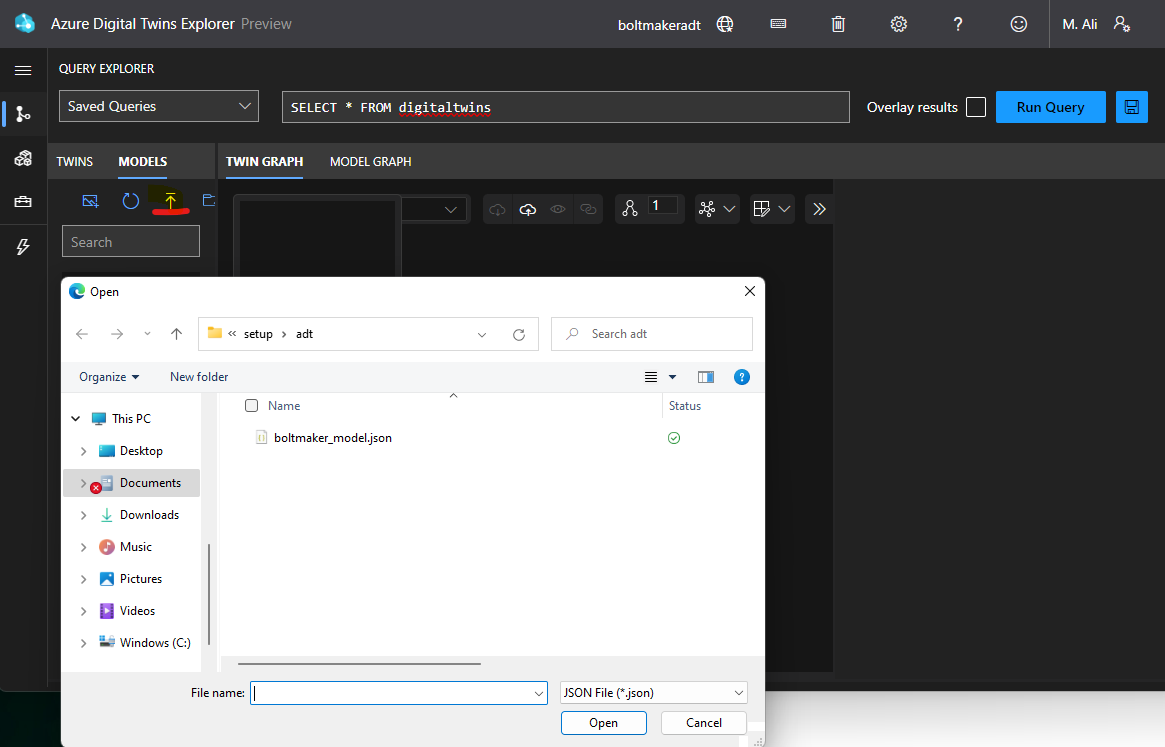 Azure Digital Twins Explorer Preview
boltmakeradt
M. Ali
QUERY EXPLORER
Saved Queries
SELECT * FROM digitaltwins
Overlay results
Run Query
TWINS
MODELS
TWIN GRAPH
MODEL GRAPH
1
Search
Open
« setup > adt
Search adt
Organize
New folder
?
Name
Status
This PC
boltmaker_model.json
Desktop
Documents
Downloads
Music
Pictures
Videos
Windows (C:)
File name:
JSON File (*.json)
Open
Cancel